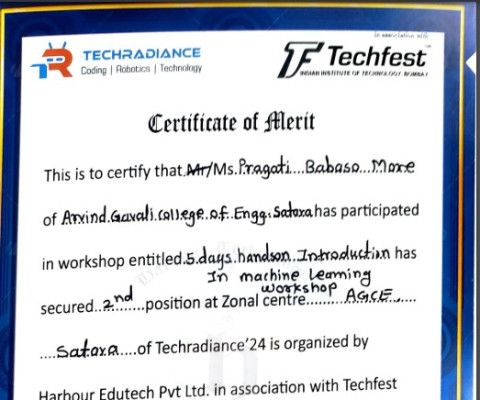 In association with
TECHRADIANCE
Coding | Robotics | Technology
Techfest
INDIAN INSTITUTE OF TECHNOLOGY, BOMBAY
Certificate of Merit
This is to certify that Mr/Ms.Pragati....Babaso...More
of Arvind.Gavali.College.of.Engg.Satara has participated
in workshop entitled.5.days.handson.Introduction has
In machine learning
workshop
secured..2nd.......position at Zonal centre.........AGCE.....
....Satara....of Techradiance'24 is organized by
Harbour Edutech Pvt Ltd. in association with Techfest